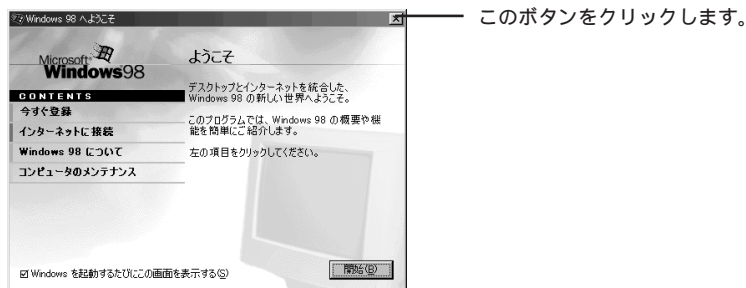 Windows 98 へようこそ
このボタンをクリックします。
Microsoft
Windows98
ようこそ
CONTENTS
今すぐ登録
インターネットに接続
Windows 98 について
コンピュータのメンテナンス
デスクトップとインターネットを統合した、
Windows 98 の新しい世界へようこそ。
このプログラムでは、Windows 98 の概要や機
能を簡単にご紹介します。
左の項目をクリックしてください。
Windows を起動するたびにこの画面を表示する(S)
開始(B)